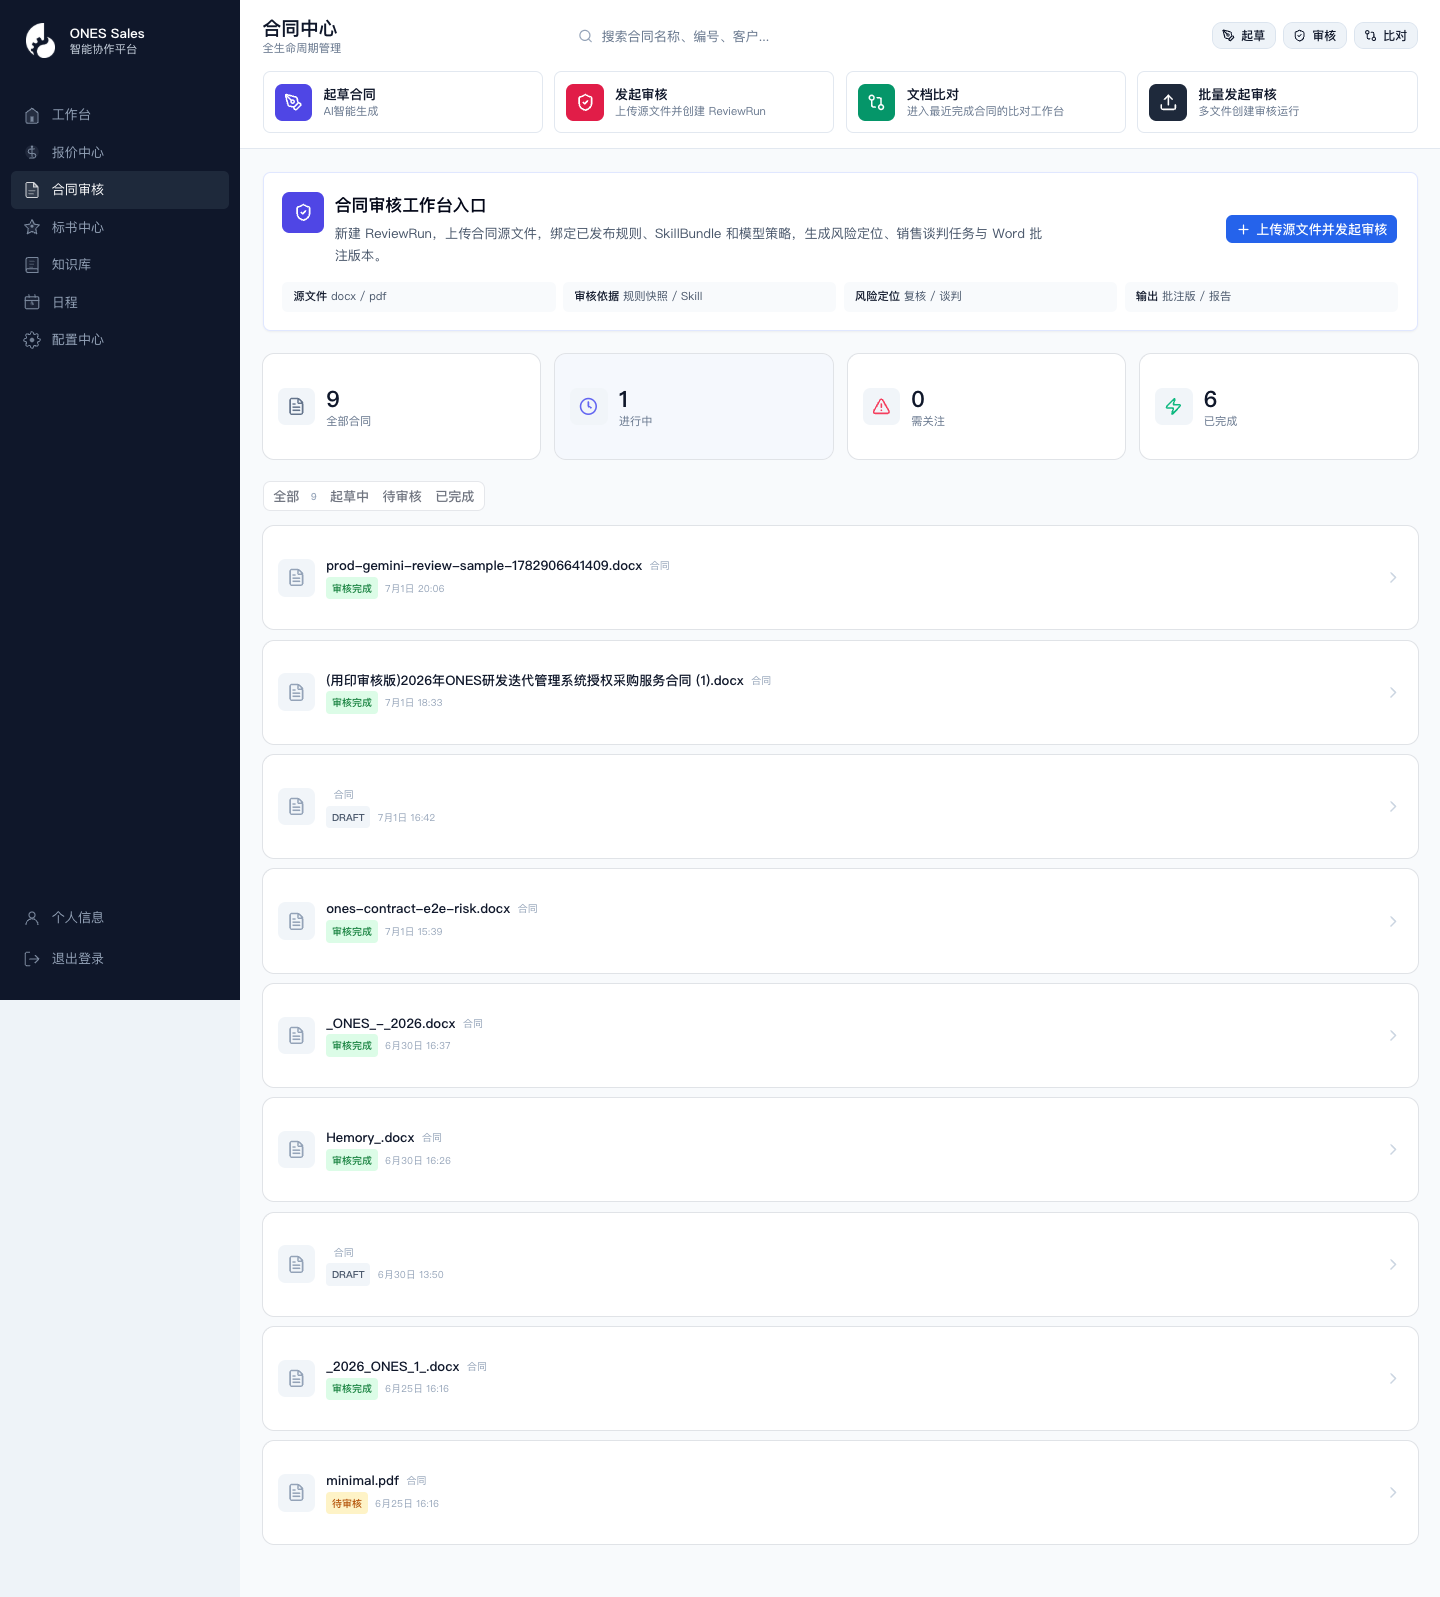 ONES Sales
智能协作平台
工作台
报价中心
合同审核
标书中心
知识库
日程
配置中心
个人信息
退出登录
合同中心
全生命周期管理
搜索合同名称、编号、客户...
起草
审核
比对
起草合同
AI智能生成
发起审核
上传源文件并创建 ReviewRun
文档比对
进入最近完成合同的比对工作台
批量发起审核
多文件创建审核运行
合同审核工作台入口
新建 ReviewRun，上传合同源文件，绑定已发布规则、SkillBundle 和模型策略，生成风险定位、销售谈判任务与 Word 批
注版本。
上传源文件并发起审核
源文件 docx / pdf
审核依据 规则快照 / Skill
风险定位 复核 / 谈判
输出 批注版 / 报告
9
全部合同
1
进行中
0
需关注
6
已完成
全部 9 起草中 待审核 已完成
prod-gemini-review-sample-1782906641409.docx 合同
审核完成 7月1日 20:06
(用印审核版)2026年ONES研发迭代管理系统授权采购服务合同 (1).docx 合同
审核完成 7月1日 18:33
合同
DRAFT 7月1日 16:42
ones-contract-e2e-risk.docx 合同
审核完成 7月1日 15:39
_ONES_-_2026.docx 合同
审核完成 6月30日 16:37
Hemory_.docx 合同
审核完成 6月30日 16:26
合同
DRAFT 6月30日 13:50
_2026_ONES_1_.docx 合同
审核完成 6月25日 16:16
minimal.pdf 合同
待审核 6月25日 16:16